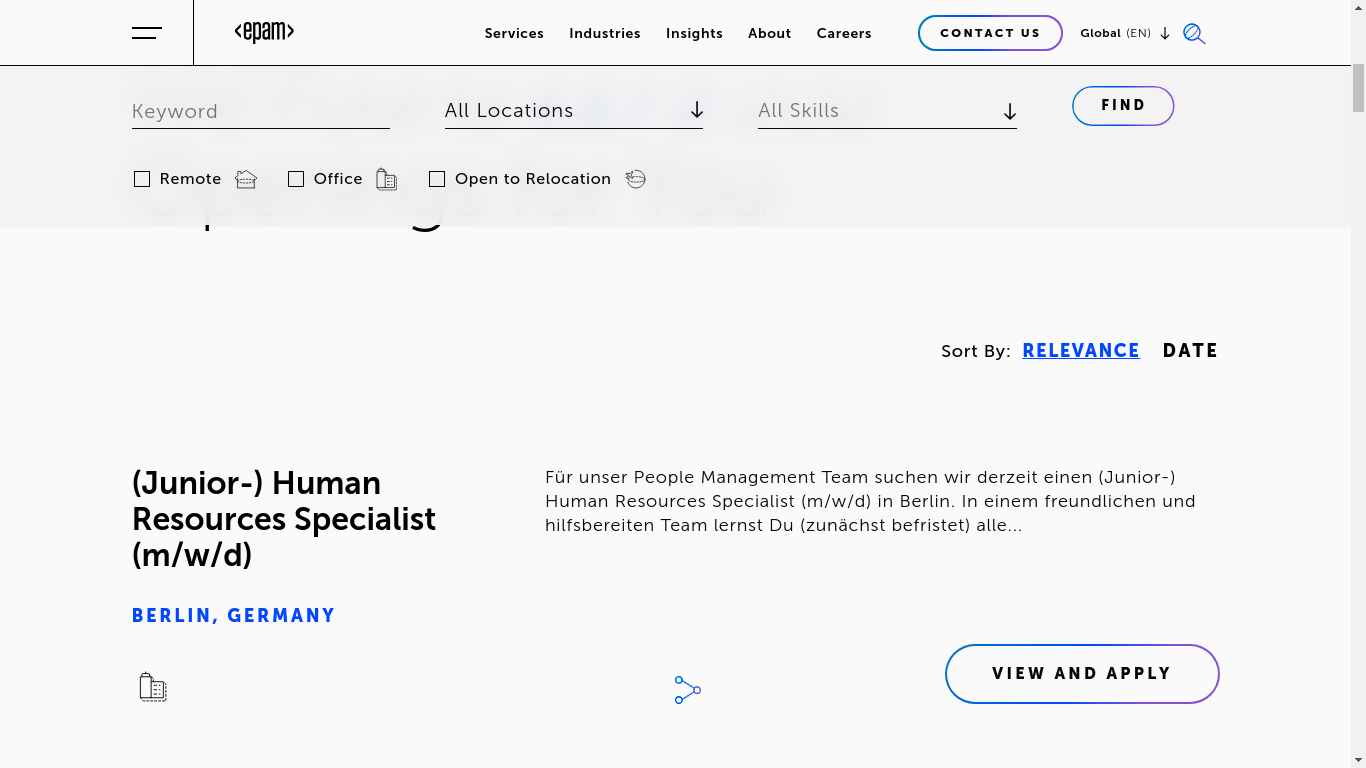 <epam>
Services Industries Insights About Careers CONTACT US Global (EN)
Keyword All Locations All Skills FIND
Remote Office Open to Relocation
Openings for You
Sort By: RELEVANCE DATE
(Junior-) Human
Resources Specialist
(m/w/d)
Für unser People Management Team suchen wir derzeit einen (Junior-)
Human Resources Specialist (m/w/d) in Berlin. In einem freundlichen und
hilfsbereiten Team lernst Du (zunächst befristet) alle...
BERLIN, GERMANY
VIEW AND APPLY